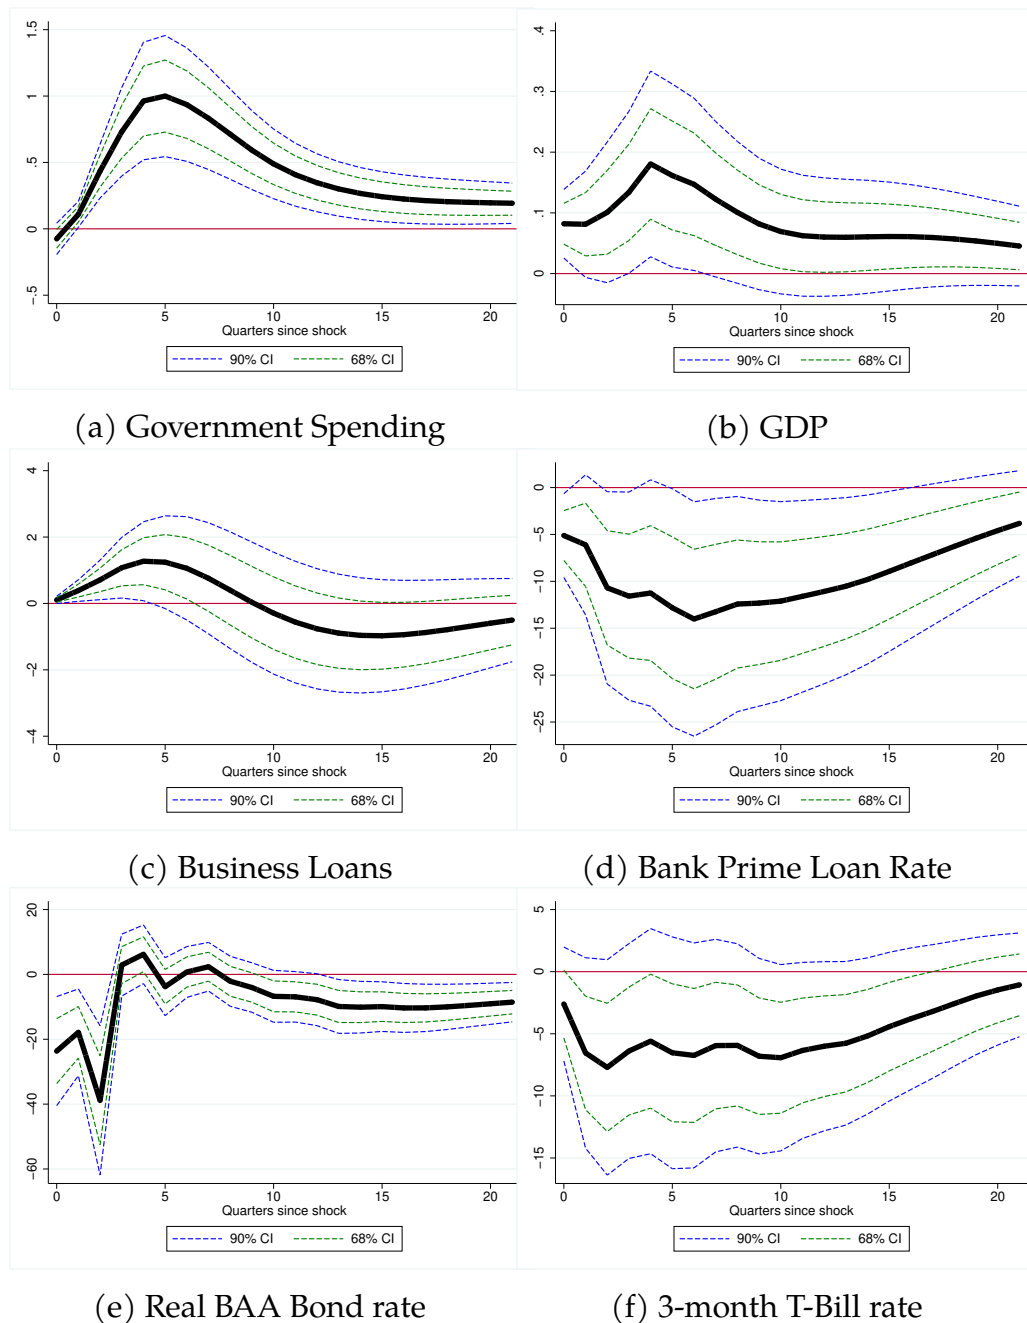 1.5
1
.5
0
-.5
0 5 10 15 20
Quarters since shock
90% CI 68% CI
(a) Government Spending
.4
.3
.2
.1
0
0 5 10 15 20
Quarters since shock
90% CI 68% CI
(b) GDP
4
2
0
-2
-4
0 5 10 15 20
Quarters since shock
90% CI 68% CI
(c) Business Loans
0
-5
-10
-15
-20
-25
0 5 10 15 20
Quarters since shock
90% CI 68% CI
(d) Bank Prime Loan Rate
20
0
-20
-40
-60
0 5 10 15 20
Quarters since shock
90% CI 68% CI
(e) Real BAA Bond rate
5
0
-5
-10
-15
0 5 10 15 20
Quarters since shock
90% CI 68% CI
(f) 3-month T-Bill rate